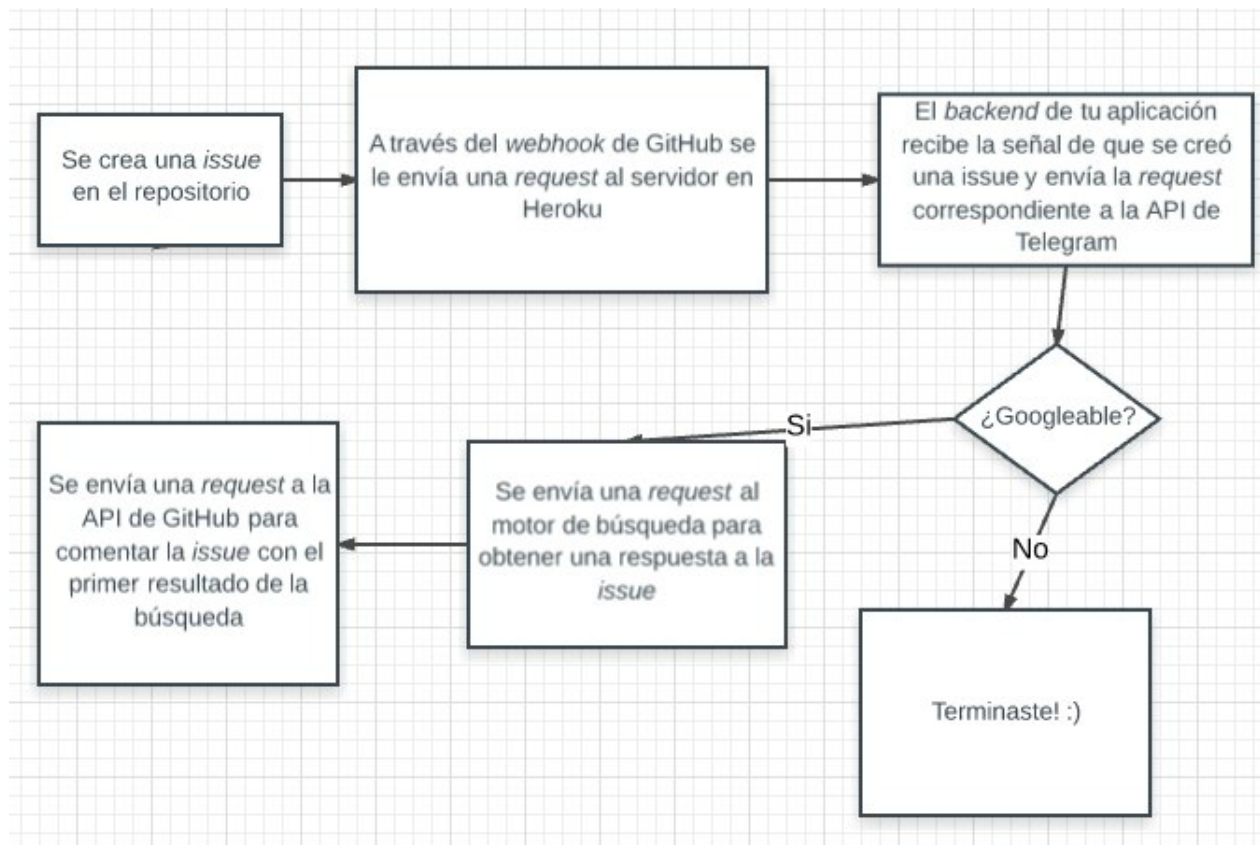 Se crea una issue
en el repositorio
A través del webhook de GitHub se
le envía una request al servidor en
Heroku
El backend de tu aplicación
recibe la señal de que se creó
una issue y envía la request
correspondiente a la API de
Telegram
¿Googleable?
Si
No
Se envía una request al
motor de búsqueda para
obtener una respuesta a la
issue
Se envía una request a la
API de GitHub para
comentar la issue con el
primer resultado de la
búsqueda
Terminaste! :)